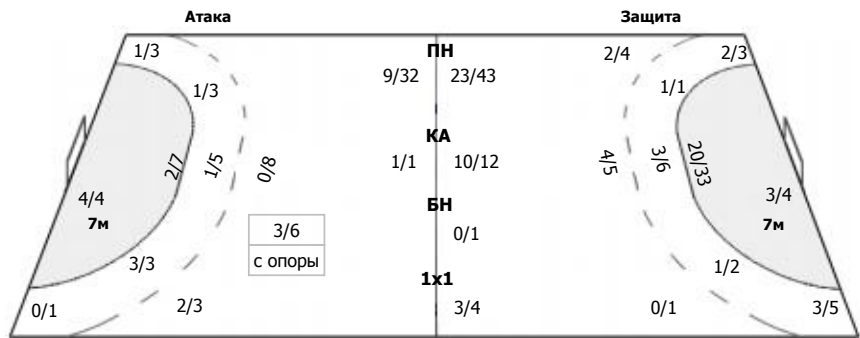 Атака Защита
1/3 ПН 2/4 2/3
9/32 23/43
1/3 1/1
КА
2/7 1/5 0/8 1/1 10/12 4/5 3/6 20/33
4/4 3/4
7м БН 7м
3/6 0/1
с опоры
3/3 1/2
1x1
0/1 2/3 3/4 0/1 3/5